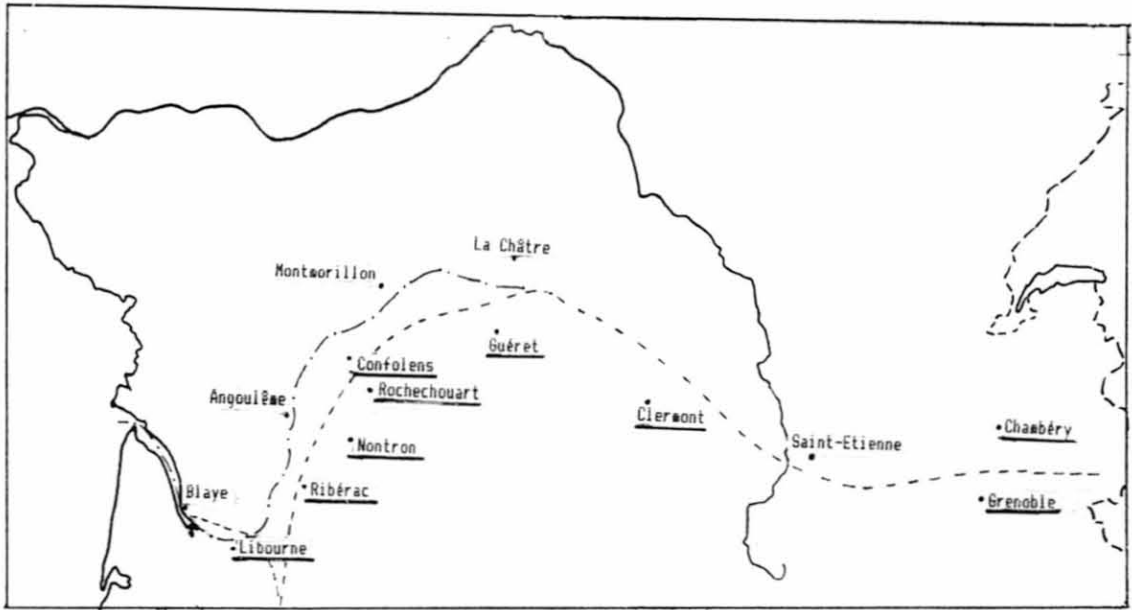 La Châtre
Montmorillon
Guéret
Confolens
Rochechouart
Angoulême
Clermont
Chambéry
Saint-Etienne
Nontron
Ribérac
Blaye
Grenoble
Libourne